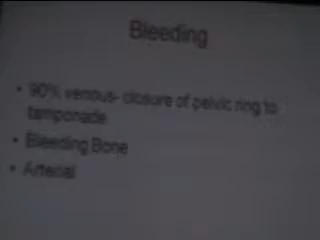 Bleeding
• 90% venous- closure of pelvic ring to
tamponade
• Bleeding Bone
• Arterial